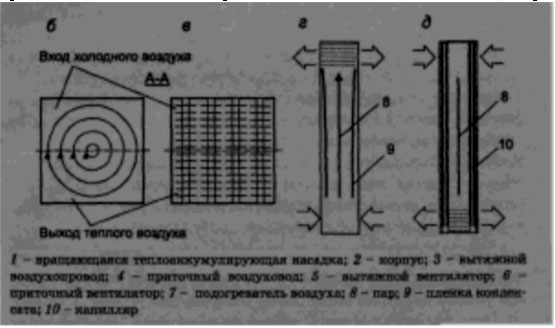 б в г д
Вход холодного воздуха
А-А
8 8
9 10
Выход теплого воздуха
1 – вращающаяся теплоаккумулирующая насадка; 2 – корпус; 3 – вытяжной
воздухопровод; 4 – приточный воздуховод; 5 – вытяжной вентилятор; 6 –
приточный вентилятор; 7 – подогреватель воздуха; 8 – пар; 9 – пленка конден-
сата; 10 – капилляр